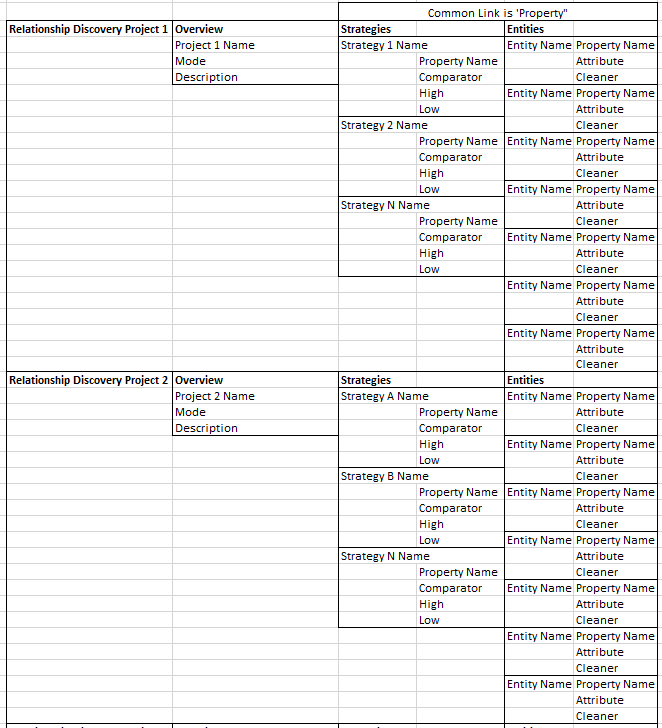 Common Link is 'Property"
Relationship Discovery Project 1 Overview Strategies Entities
Project 1 Name Strategy 1 Name Entity Name Property Name
Mode Property Name Attribute
Description Comparator Cleaner
High Entity Name Property Name
Low Attribute
Strategy 2 Name Cleaner
Property Name Entity Name Property Name
Comparator Attribute
High Cleaner
Low Entity Name Property Name
Strategy N Name Attribute
Property Name Cleaner
Comparator Entity Name Property Name
High Attribute
Low Cleaner
Entity Name Property Name
Attribute
Cleaner
Entity Name Property Name
Attribute
Cleaner
Relationship Discovery Project 2 Overview Strategies Entities
Project 2 Name Strategy A Name Entity Name Property Name
Mode Property Name Attribute
Description Comparator Cleaner
High Entity Name Property Name
Low Attribute
Strategy B Name Cleaner
Property Name Entity Name Property Name
Comparator Attribute
High Cleaner
Low Entity Name Property Name
Strategy N Name Attribute
Property Name Cleaner
Comparator Entity Name Property Name
High Attribute
Low Cleaner
Entity Name Property Name
Attribute
Cleaner
Entity Name Property Name
Attribute
Cleaner